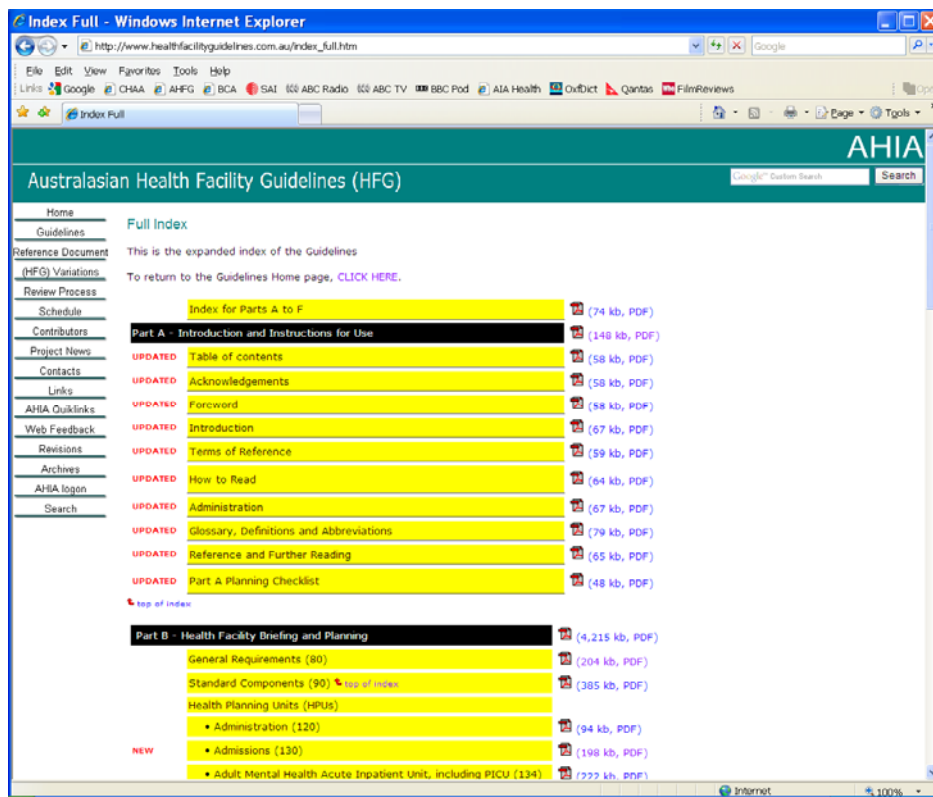 Index Full - Windows Internet Explorer
http://www.healthfacilityguidelines.com.au/index_full.htm
Google
File Edit View Favorites Tools Help
Links Google CHAA AHFG BCA SAI ABC Radio ABC TV BBC Pod AIA Health OxfDict Qantas FilmReviews
Index Full
Page Tools
AHIA
Australasian Health Facility Guidelines (HFG)
Google™ Custom Search
Search
Home
Guidelines
Reference Document
(HFG) Variations
Review Process
Schedule
Contributors
Project News
Contacts
Links
AHIA Quiklinks
Web Feedback
Revisions
Archives
AHIA logon
Search
Full Index
This is the expanded index of the Guidelines
To return to the Guidelines Home page, CLICK HERE.
Index for Parts A to F (74 kb, PDF)
Part A - Introduction and Instructions for Use (148 kb, PDF)
UPDATED Table of contents (58 kb, PDF)
UPDATED Acknowledgements (58 kb, PDF)
UPDATED Foreword (58 kb, PDF)
UPDATED Introduction (67 kb, PDF)
UPDATED Terms of Reference (59 kb, PDF)
UPDATED How to Read (64 kb, PDF)
UPDATED Administration (67 kb, PDF)
UPDATED Glossary, Definitions and Abbreviations (79 kb, PDF)
UPDATED Reference and Further Reading (65 kb, PDF)
UPDATED Part A Planning Checklist (48 kb, PDF)
top of index
Part B - Health Facility Briefing and Planning (4,215 kb, PDF)
General Requirements (80) (204 kb, PDF)
Standard Components (90) top of index (385 kb, PDF)
Health Planning Units (HPUs)
• Administration (120) (94 kb, PDF)
NEW • Admissions (130) (198 kb, PDF)
• Adult Mental Health Acute Inpatient Unit, including PICU (134) (222 kb, PDF)
Internet 100%